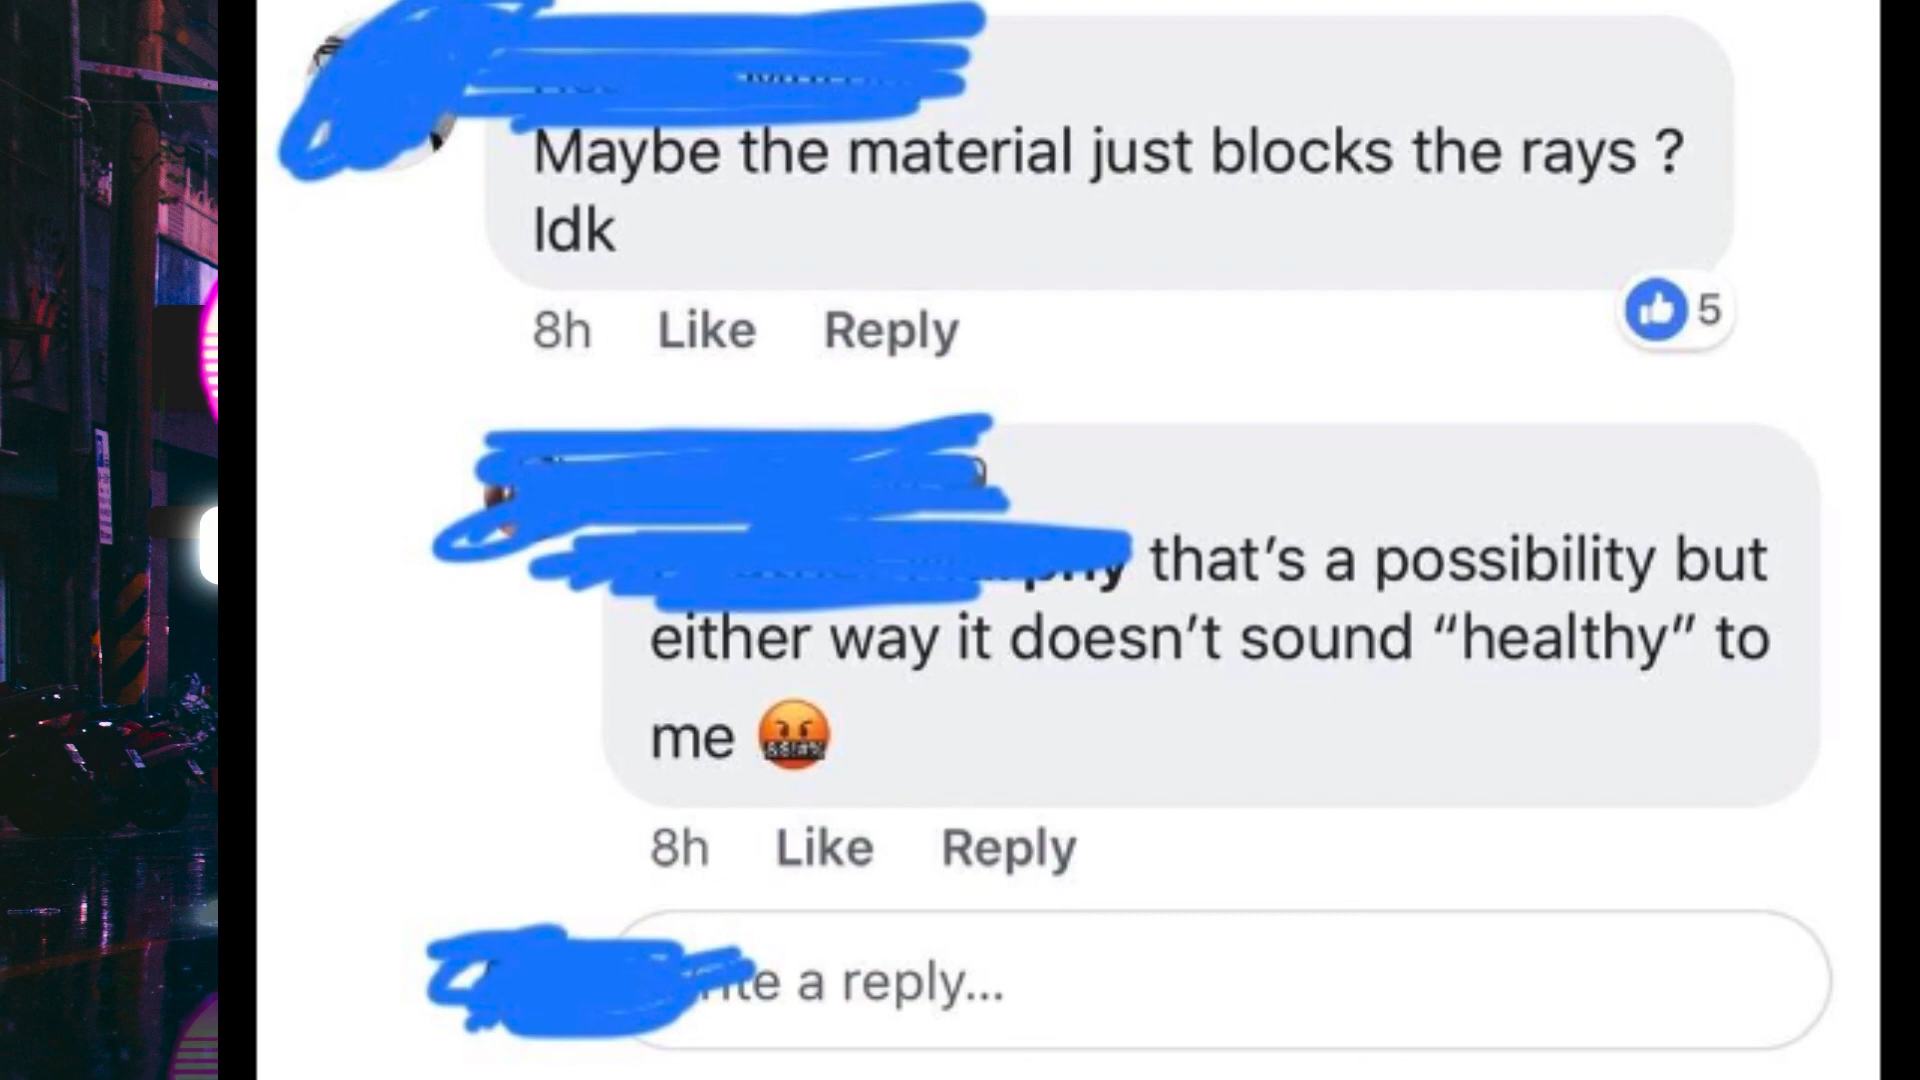 Maybe the material just blocks the rays ?
Idk
8h Like Reply
5
that’s a possibility but
either way it doesn’t sound “healthy” to
me 🤬
8h Like Reply
a reply...